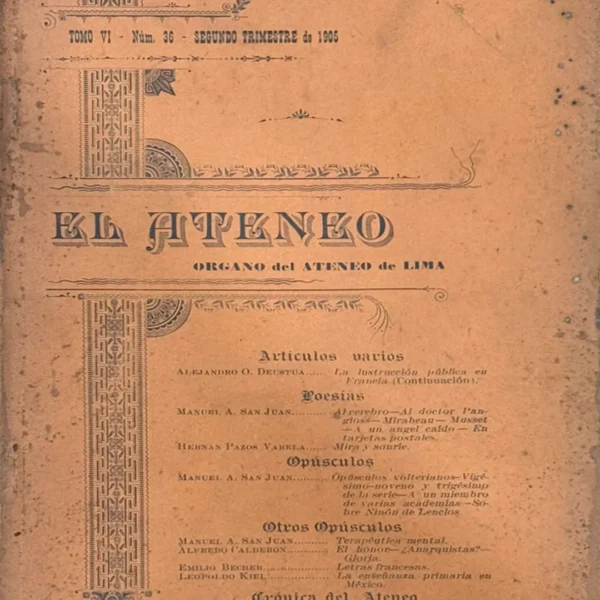 TOMO VI - Núm. 36 - SEGUNDO TRIMESTRE de 1905
EL ATENEO
ORGANO del ATENEO de LIMA
Artículos varios
ALEJANDRO O. DEUSTUA...... La instrucción pública en
Francia (Continuación).
Poesías
MANUEL A. SAN JUAN.......... Al cerebro—Al doctor Pan-
gloss—Mirabeau—Musset
—A un angel caído—En
tarjetas postales.
HERNAN PAZOS VARELA..... Mira y sonríe.
Opúsculos
MANUEL A. SAN JUAN.......... Opúsculos volterianos—Vigé-
simo-noveno y trigésimo
de la serie—A un miembro
de varias academias—So-
bre Ninón de Lenclos.
Otros Opúsculos
MANUEL A. SAN JUAN.......... Terapéutica mental.
ALFREDO CALDERON........... El honor—¿Anarquistas?—
Gloria.
EMILIO BECHER................ Letras francesas.
LEOPOLDO KIEL................ La enseñanza primaria en
México.
Crónica del Ateneo